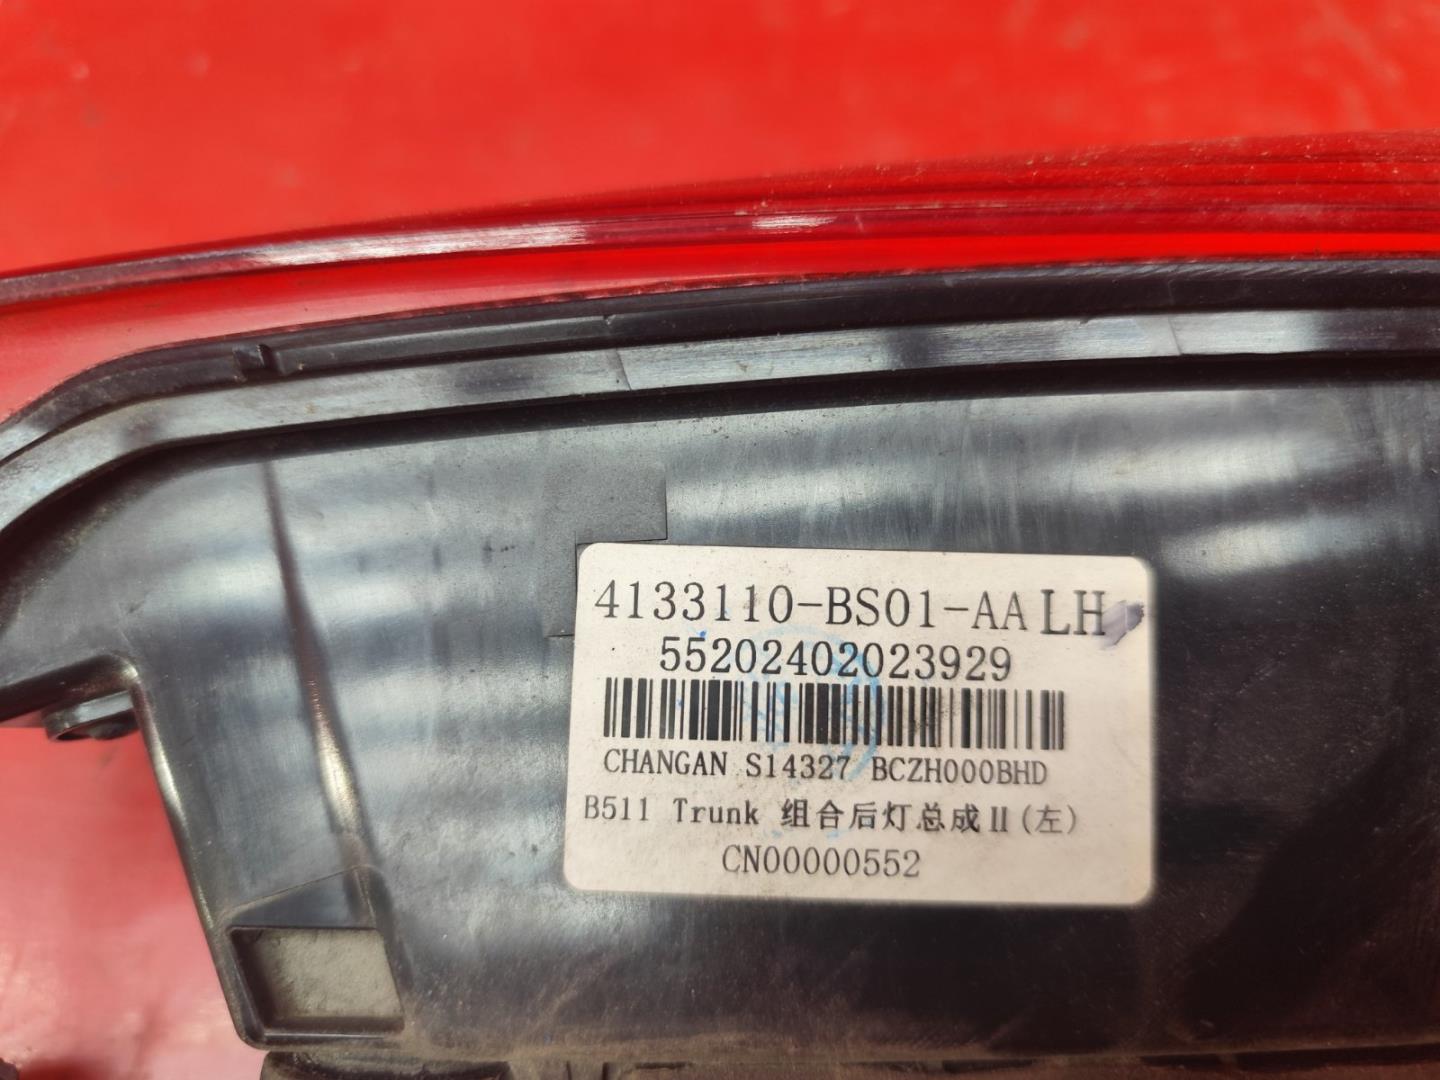 4133110-BS01-AA LH
55202402023929
CHANGAN S14327 BCZH000BHD
B511 Trunk 组合后灯总成II(左)
CN00000552